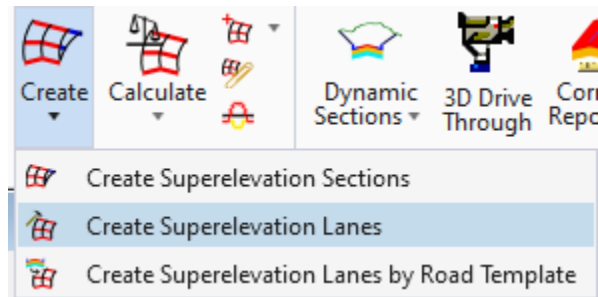 Create
Calculate
Dynamic
Sections
3D Drive
Through
Create Superelevation Sections
Create Superelevation Lanes
Create Superelevation Lanes by Road Template